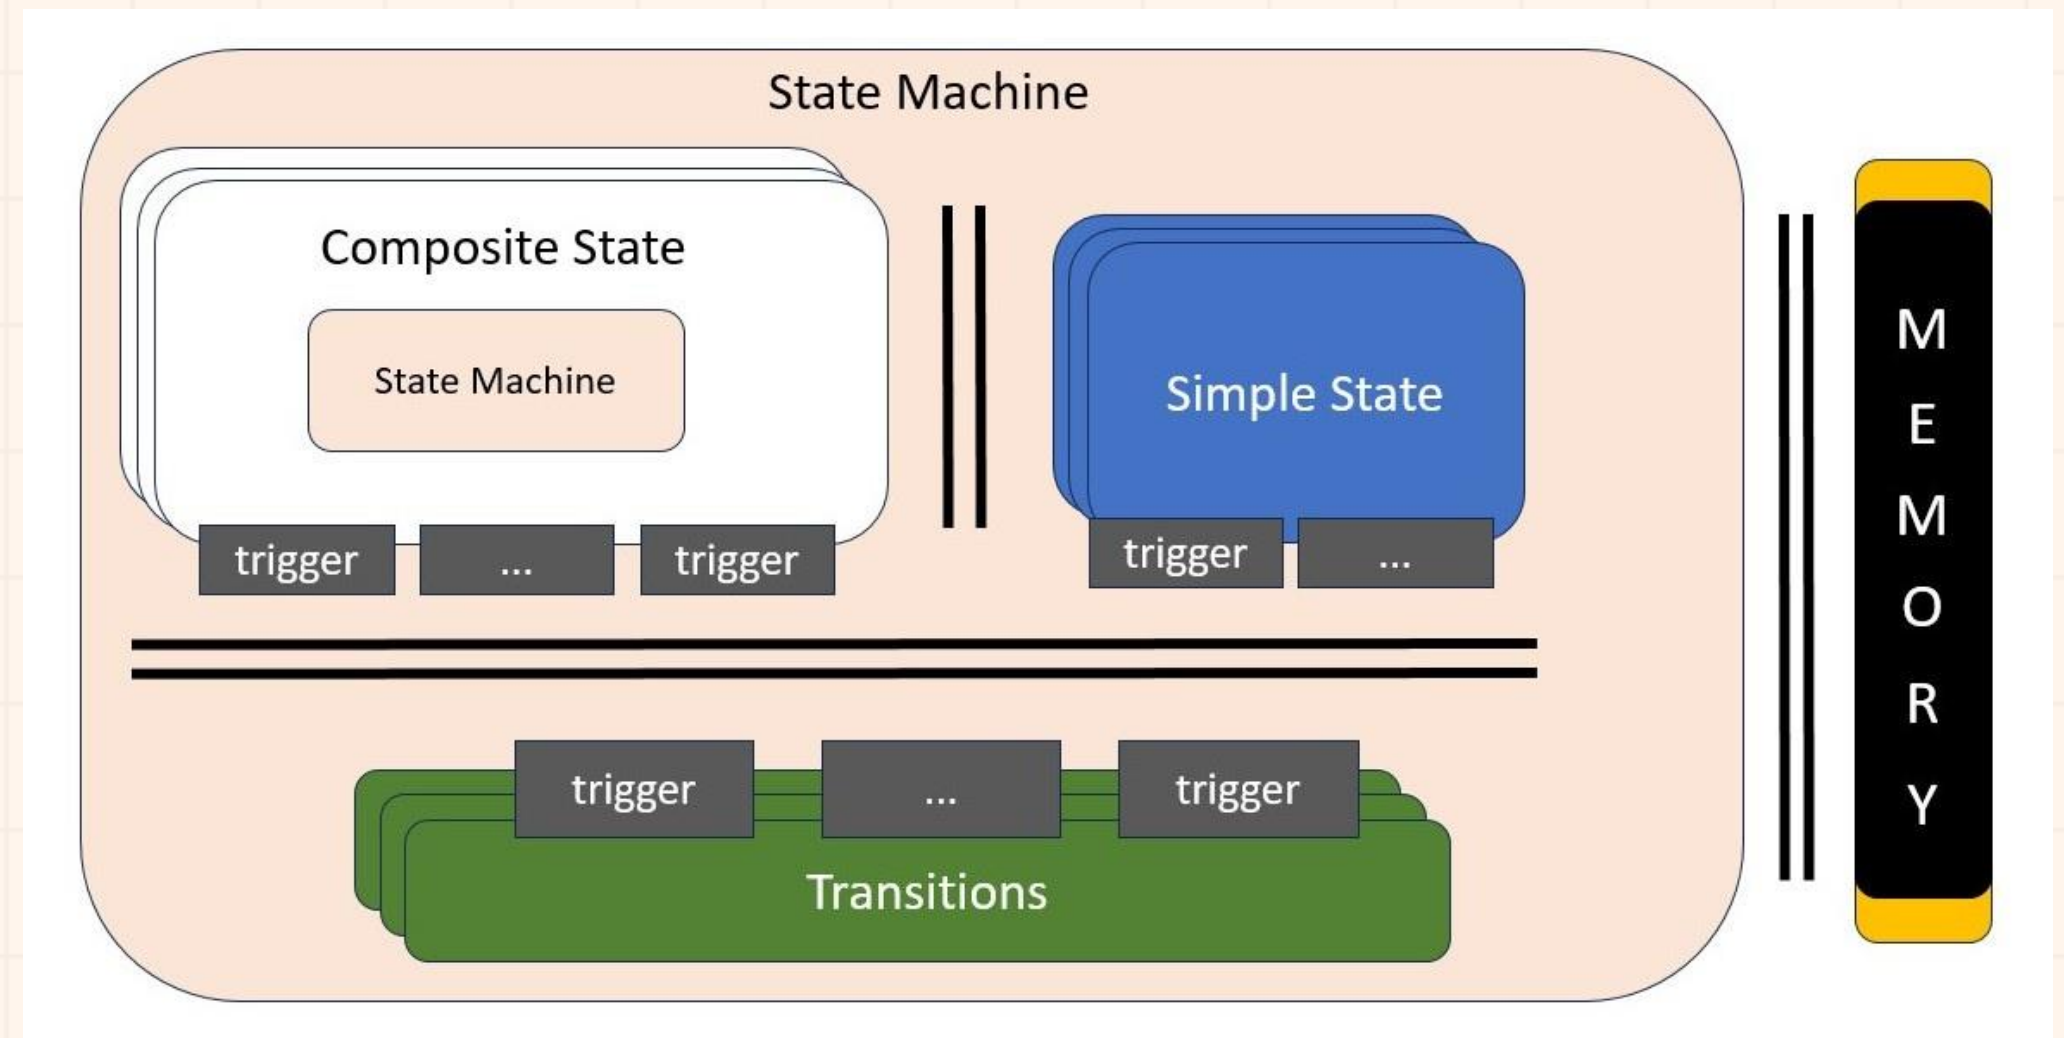 State Machine
Composite State
State Machine
trigger
...
trigger
Simple State
trigger
...
trigger
...
trigger
Transitions
M
E
M
O
R
Y